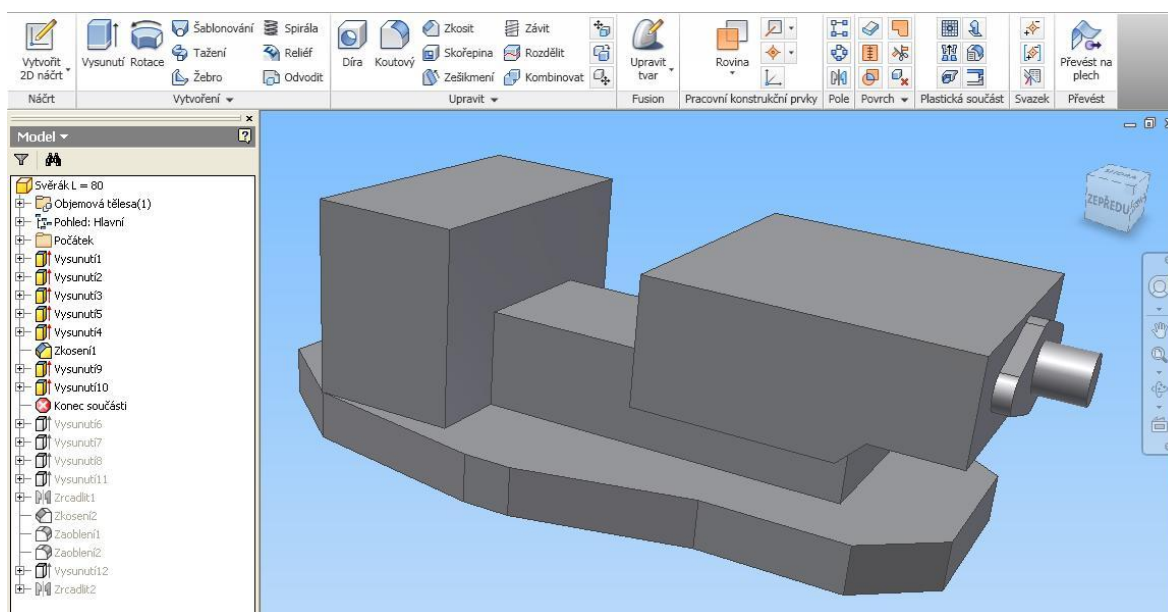 Vytvořit 2D náčrt
Vysunutí
Rotace
Šablonování
Tažení
Žebro
Spirála
Reliéf
Odvodit
Díra
Koutový
Zkosit
Skořepina
Zešikmení
Závit
Rozdělit
Kombinovat
Upravit tvar
Rovina
Převést na plech
Náčrt
Vytvoření
Upravit
Fusion
Pracovní konstrukční prvky
Pole
Povrch
Plastická součást
Svazek
Převést
Model
Svěrák L = 80
Objemová tělesa(1)
Pohled: Hlavní
Počátek
Vysunutí1
Vysunutí2
Vysunutí3
Vysunutí5
Vysunutí4
Zkosení1
Vysunutí9
Vysunutí10
Konec součásti
Vysunutí6
Vysunutí7
Vysunutí8
Vysunutí11
Zrcadlit1
Zkosení2
Zaoblení1
Zaoblení2
Vysunutí12
Zrcadlit2
ZEPŘEDU